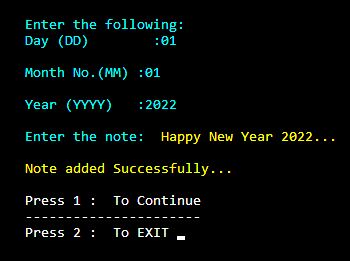 Enter the following:
Day (DD)        :01
Month No.(MM) :01
Year (YYYY)   :2022
Enter the note:  Happy New Year 2022...
Note added Successfully...
Press 1 :  To Continue
----------------------
Press 2 :  To EXIT